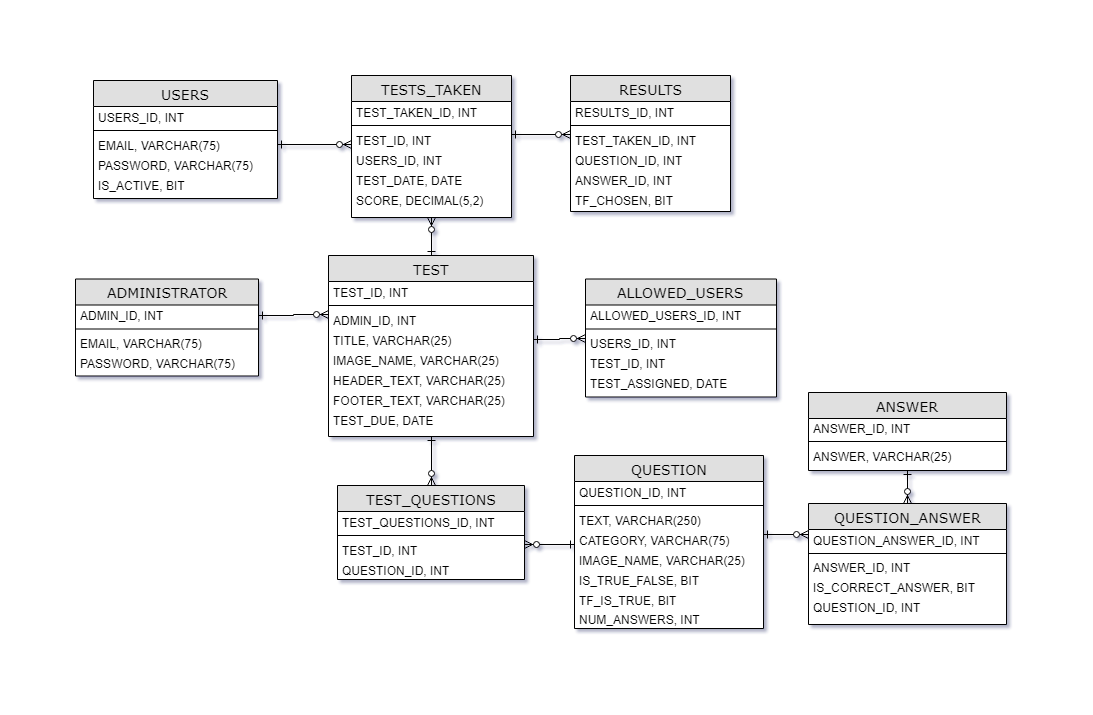 USERS
USERS_ID, INT
EMAIL, VARCHAR(75)
PASSWORD, VARCHAR(75)
IS_ACTIVE, BIT
TESTS_TAKEN
TEST_TAKEN_ID, INT
TEST_ID, INT
USERS_ID, INT
TEST_DATE, DATE
SCORE, DECIMAL(5,2)
RESULTS
RESULTS_ID, INT
TEST_TAKEN_ID, INT
QUESTION_ID, INT
ANSWER_ID, INT
TF_CHOSEN, BIT
ADMINISTRATOR
ADMIN_ID, INT
EMAIL, VARCHAR(75)
PASSWORD, VARCHAR(75)
TEST
TEST_ID, INT
ADMIN_ID, INT
TITLE, VARCHAR(25)
IMAGE_NAME, VARCHAR(25)
HEADER_TEXT, VARCHAR(25)
FOOTER_TEXT, VARCHAR(25)
TEST_DUE, DATE
ALLOWED_USERS
ALLOWED_USERS_ID, INT
USERS_ID, INT
TEST_ID, INT
TEST_ASSIGNED, DATE
ANSWER
ANSWER_ID, INT
ANSWER, VARCHAR(25)
TEST_QUESTIONS
TEST_QUESTIONS_ID, INT
TEST_ID, INT
QUESTION_ID, INT
QUESTION
QUESTION_ID, INT
TEXT, VARCHAR(250)
CATEGORY, VARCHAR(75)
IMAGE_NAME, VARCHAR(25)
IS_TRUE_FALSE, BIT
TF_IS_TRUE, BIT
NUM_ANSWERS, INT
QUESTION_ANSWER
QUESTION_ANSWER_ID, INT
ANSWER_ID, INT
IS_CORRECT_ANSWER, BIT
QUESTION_ID, INT